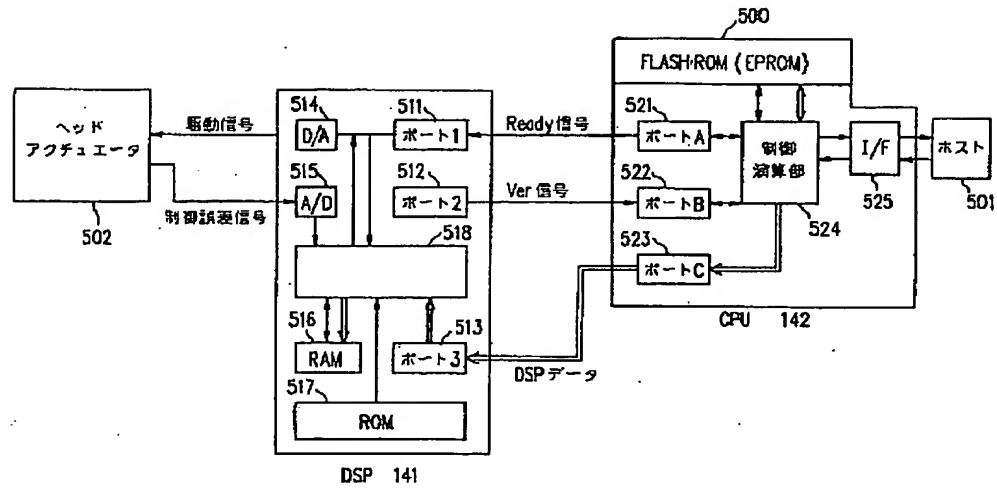 500
FLASH・ROM (EPROM)
ヘッド
アクチュエータ
502
駆動信号
制御誤差信号
514
D/A
511
ポート1
515
A/D
512
ポート2
518
516
RAM
513
ポート3
517
ROM
DSP 141
Ready信号
Ver信号
DSPデータ
521
ポートA
522
ポートB
523
ポートC
制御
演算部
524
I/F
525
ホスト
501
CPU 142